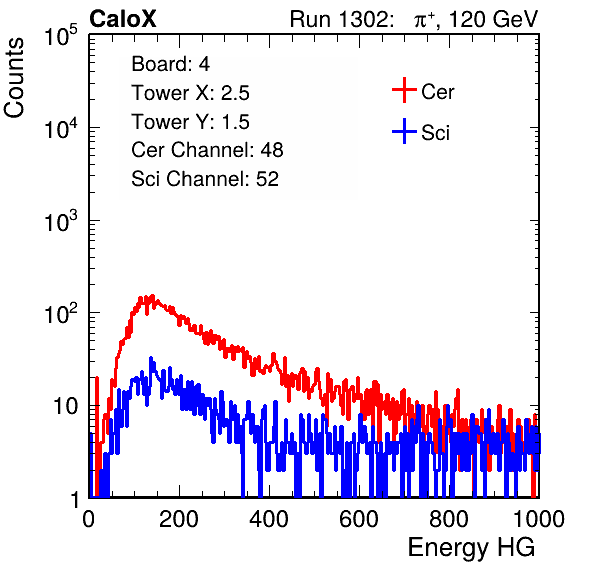 CaloX Run 1302: π⁺, 120 GeV
Counts
Board: 4
Tower X: 2.5
Tower Y: 1.5
Cer Channel: 48
Sci Channel: 52
Cer
Sci
10⁵
10⁴
10³
10²
10
1
0 200 400 600 800 1000
Energy HG